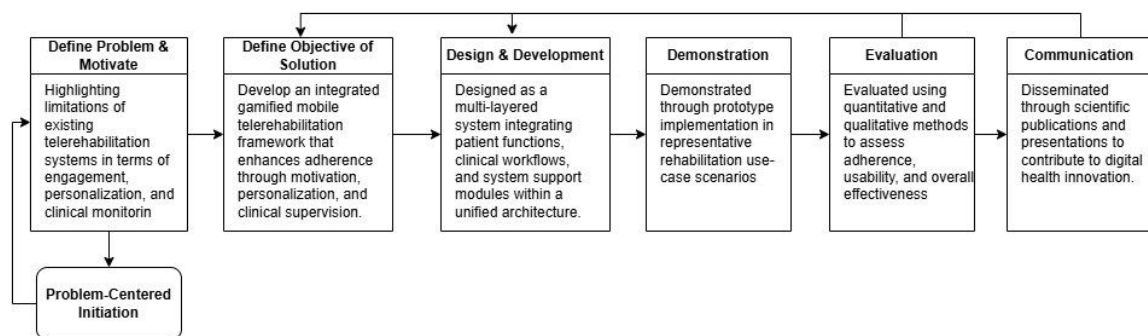 Define Problem &
Motivate
Highlighting
limitations of
existing
telerehabilitation
systems in terms of
engagement,
personalization, and
clinical monitorin
Define Objective of
Solution
Develop an integrated
gamified mobile
telerehabilitation
framework that
enhances adherence
through motivation,
personalization, and
clinical supervision.
Design & Development
Designed as a
multi-layered
system integrating
patient functions,
clinical workflows,
and system support
modules within a
unified architecture.
Demonstration
Demonstrated
through prototype
implementation in
representative
rehabilitation use-
case scenarios
Evaluation
Evaluated using
quantitative and
qualitative methods
to assess
adherence,
usability, and overall
effectiveness
Communication
Disseminated
through scientific
publications and
presentations to
contribute to digital
health innovation.
Problem-Centered
Initiation